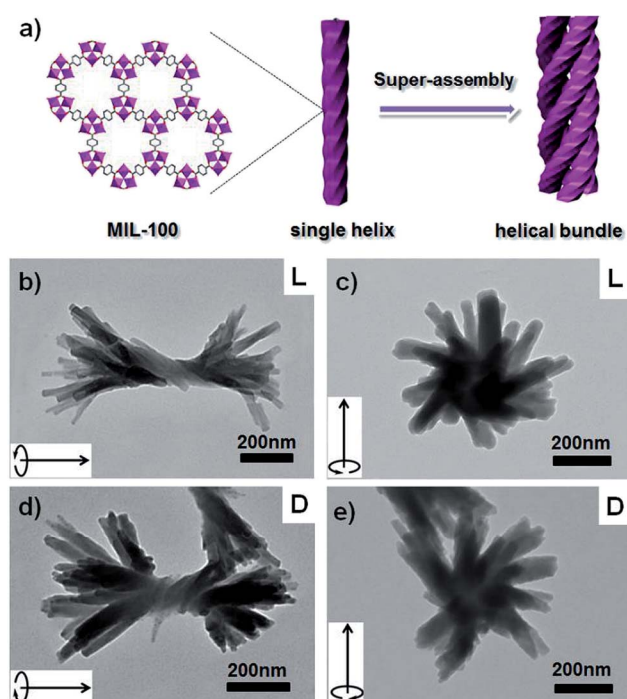 a)
Super-assembly
MIL-100
single helix
helical bundle
b)
L
200nm
c)
L
200nm
d)
D
200nm
e)
D
200nm